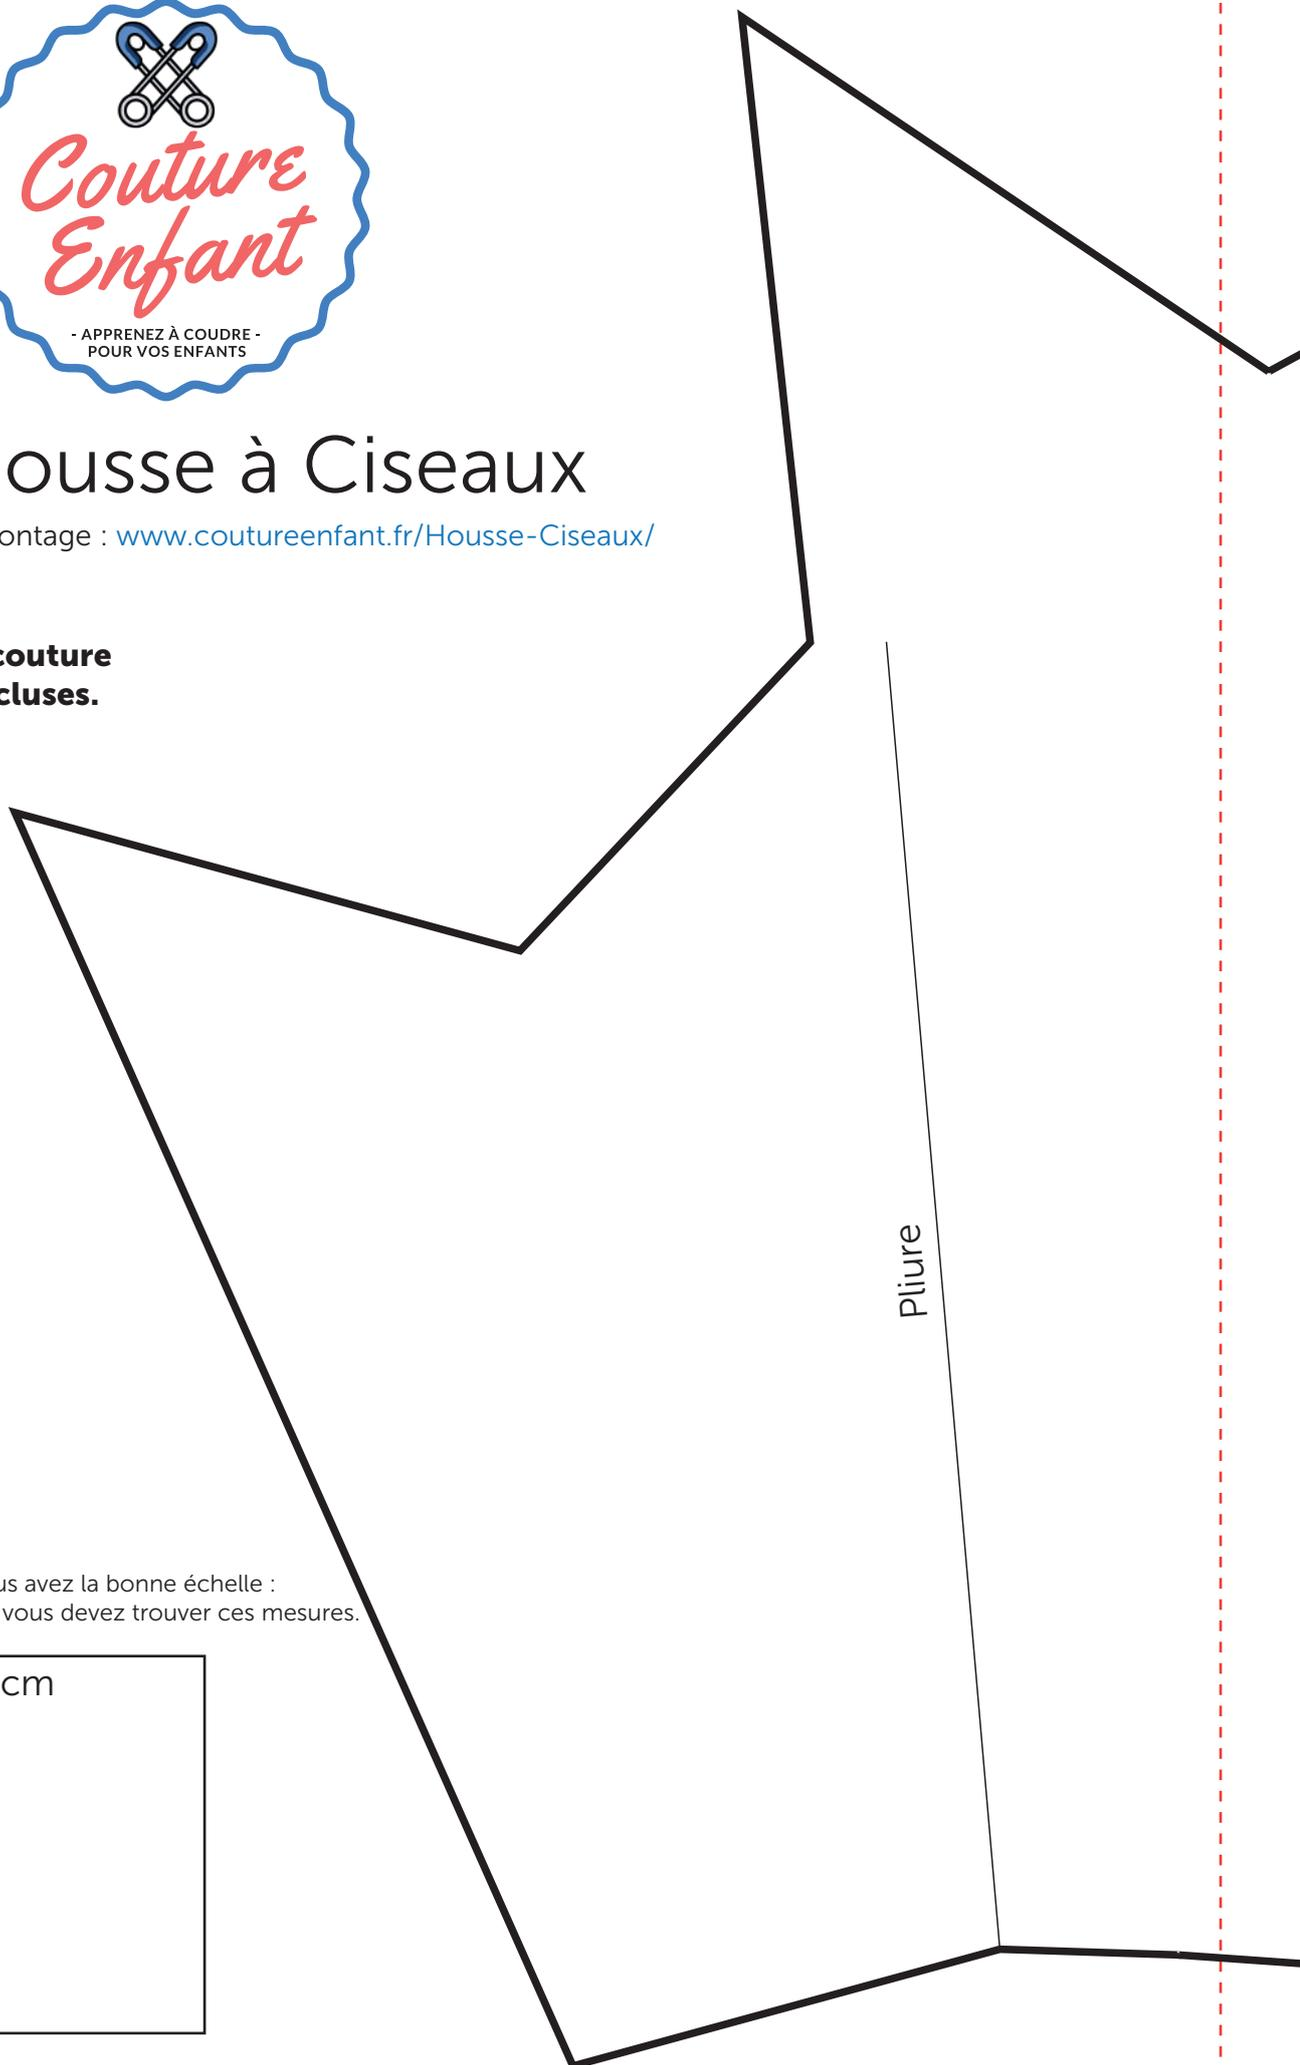 Couture
Enfant
- APPRENEZ À COUDRE -
POUR VOS ENFANTS
ousse à Ciseaux
ontage : www.coutureenfant.fr/Housse-Ciseaux/
couture
cluses.
Pliure
us avez la bonne échelle :
vous devez trouver ces mesures.
cm